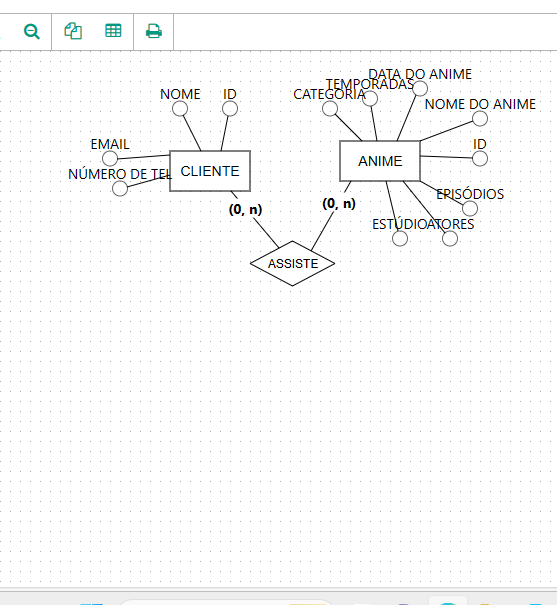 DATA DO ANIME
TEMPORADAS
NOME ID
CATEGORIA
NOME DO ANIME
EMAIL
ID
ANIME
NÚMERO DE TEL
CLIENTE
EPISÓDIOS
(0, n)
(0, n)
ESTÚDIO
ATORES
ASSISTE